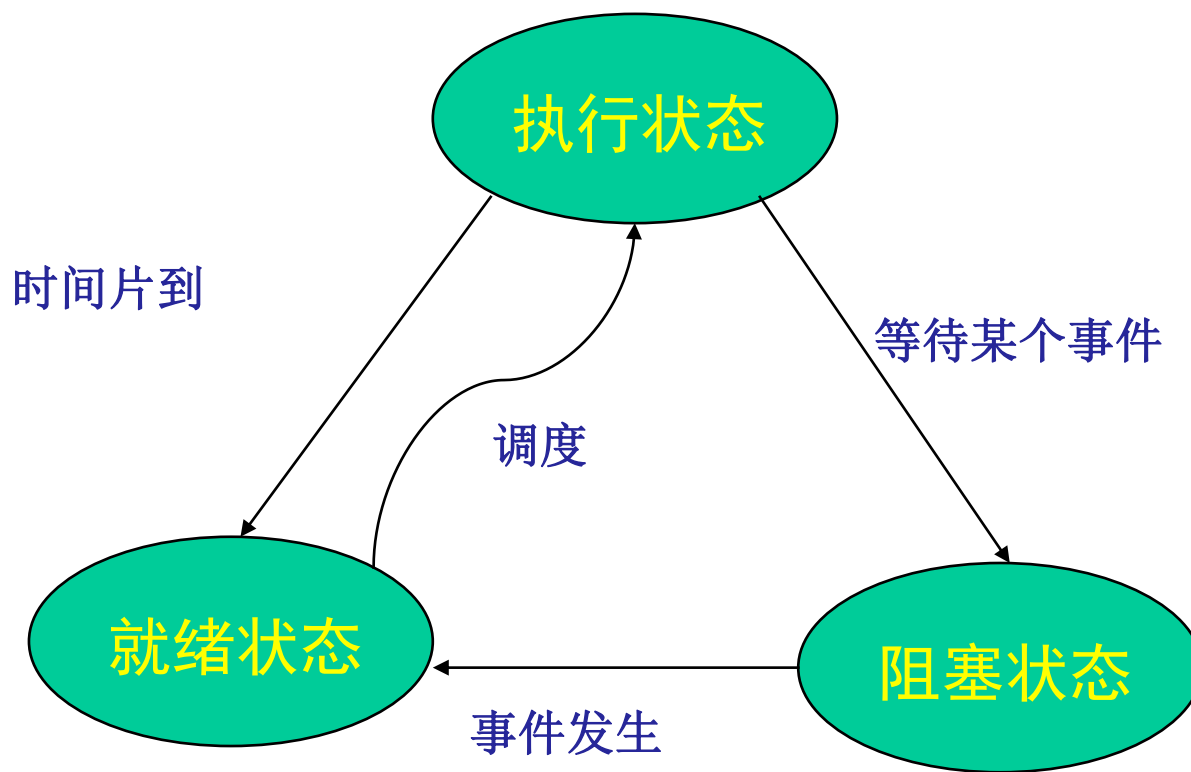 执行状态
时间片到
等待某个事件
调度
就绪状态
阻塞状态
事件发生